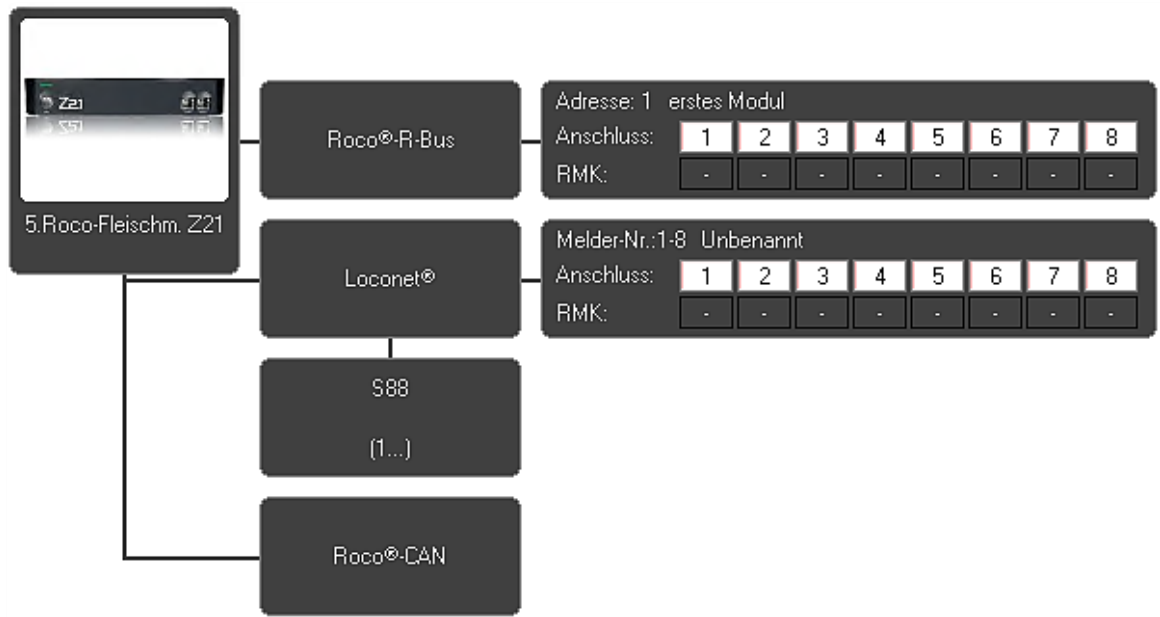 Z21
5.Roco-Fleischm. Z21
Roco®-R-Bus
Adresse: 1 erstes Modul
Anschluss: 1 2 3 4 5 6 7 8
RMK: - - - - - - - -
Loconet®
Melder-Nr.:1-8 Unbenannt
Anschluss: 1 2 3 4 5 6 7 8
RMK: - - - - - - - -
S88
(1...)
Roco®-CAN